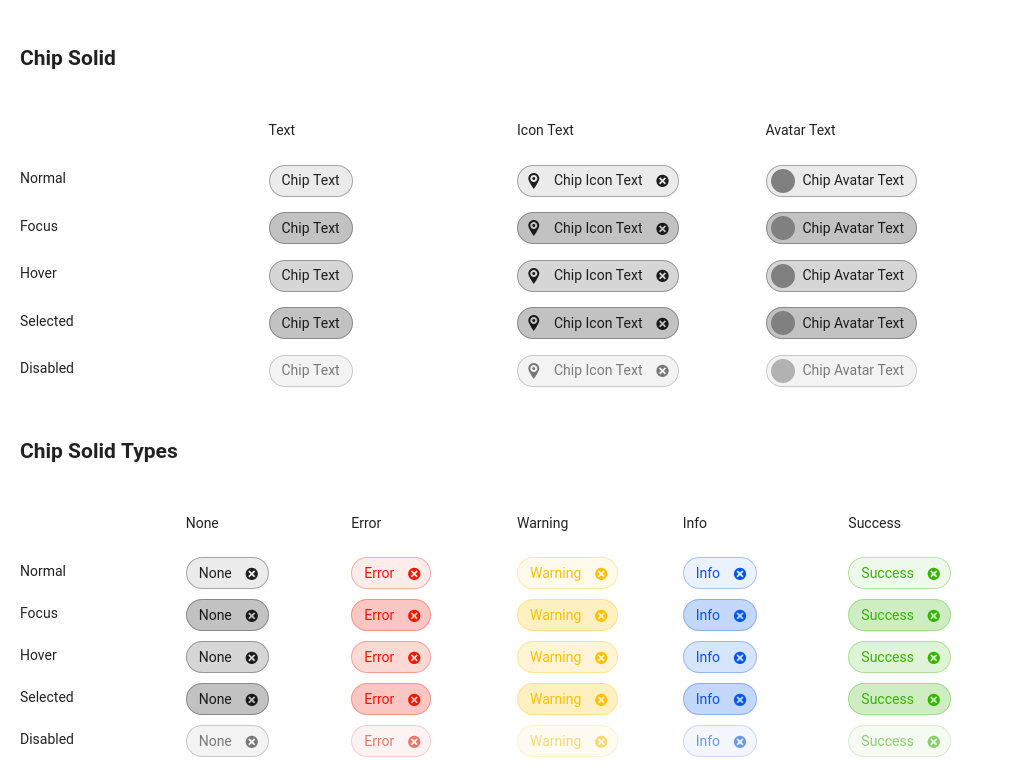 Chip Solid
Text Icon Text Avatar Text
Normal Chip Text Chip Icon Text Chip Avatar Text
Focus Chip Text Chip Icon Text Chip Avatar Text
Hover Chip Text Chip Icon Text Chip Avatar Text
Selected Chip Text Chip Icon Text Chip Avatar Text
Disabled Chip Text Chip Icon Text Chip Avatar Text
Chip Solid Types
None Error Warning Info Success
Normal None Error Warning Info Success
Focus None Error Warning Info Success
Hover None Error Warning Info Success
Selected None Error Warning Info Success
Disabled None Error Warning Info Success